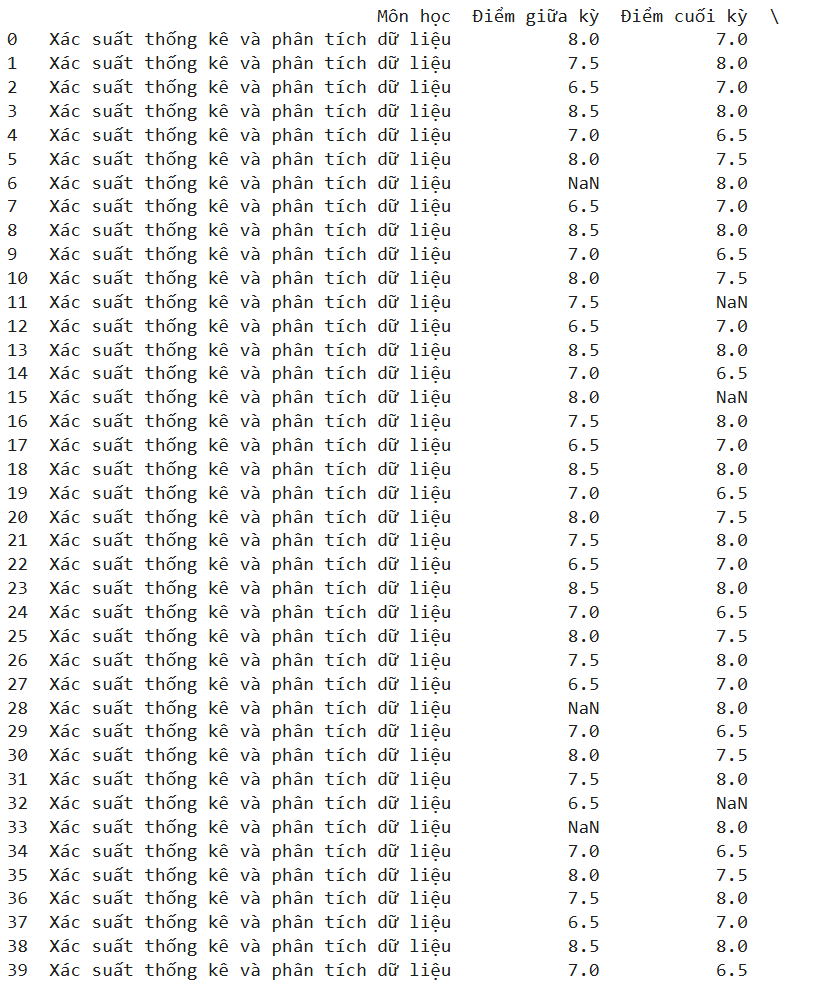 Môn học Điểm giữa kỳ Điểm cuối kỳ \
0 Xác suất thống kê và phân tích dữ liệu 8.0 7.0
1 Xác suất thống kê và phân tích dữ liệu 7.5 8.0
2 Xác suất thống kê và phân tích dữ liệu 6.5 7.0
3 Xác suất thống kê và phân tích dữ liệu 8.5 8.0
4 Xác suất thống kê và phân tích dữ liệu 7.0 6.5
5 Xác suất thống kê và phân tích dữ liệu 8.0 7.5
6 Xác suất thống kê và phân tích dữ liệu NaN 8.0
7 Xác suất thống kê và phân tích dữ liệu 6.5 7.0
8 Xác suất thống kê và phân tích dữ liệu 8.5 8.0
9 Xác suất thống kê và phân tích dữ liệu 7.0 6.5
10 Xác suất thống kê và phân tích dữ liệu 8.0 7.5
11 Xác suất thống kê và phân tích dữ liệu 7.5 NaN
12 Xác suất thống kê và phân tích dữ liệu 6.5 7.0
13 Xác suất thống kê và phân tích dữ liệu 8.5 8.0
14 Xác suất thống kê và phân tích dữ liệu 7.0 6.5
15 Xác suất thống kê và phân tích dữ liệu 8.0 NaN
16 Xác suất thống kê và phân tích dữ liệu 7.5 8.0
17 Xác suất thống kê và phân tích dữ liệu 6.5 7.0
18 Xác suất thống kê và phân tích dữ liệu 8.5 8.0
19 Xác suất thống kê và phân tích dữ liệu 7.0 6.5
20 Xác suất thống kê và phân tích dữ liệu 8.0 7.5
21 Xác suất thống kê và phân tích dữ liệu 7.5 8.0
22 Xác suất thống kê và phân tích dữ liệu 6.5 7.0
23 Xác suất thống kê và phân tích dữ liệu 8.5 8.0
24 Xác suất thống kê và phân tích dữ liệu 7.0 6.5
25 Xác suất thống kê và phân tích dữ liệu 8.0 7.5
26 Xác suất thống kê và phân tích dữ liệu 7.5 8.0
27 Xác suất thống kê và phân tích dữ liệu 6.5 7.0
28 Xác suất thống kê và phân tích dữ liệu NaN 8.0
29 Xác suất thống kê và phân tích dữ liệu 7.0 6.5
30 Xác suất thống kê và phân tích dữ liệu 8.0 7.5
31 Xác suất thống kê và phân tích dữ liệu 7.5 8.0
32 Xác suất thống kê và phân tích dữ liệu 6.5 NaN
33 Xác suất thống kê và phân tích dữ liệu NaN 8.0
34 Xác suất thống kê và phân tích dữ liệu 7.0 6.5
35 Xác suất thống kê và phân tích dữ liệu 8.0 7.5
36 Xác suất thống kê và phân tích dữ liệu 7.5 8.0
37 Xác suất thống kê và phân tích dữ liệu 6.5 7.0
38 Xác suất thống kê và phân tích dữ liệu 8.5 8.0
39 Xác suất thống kê và phân tích dữ liệu 7.0 6.5